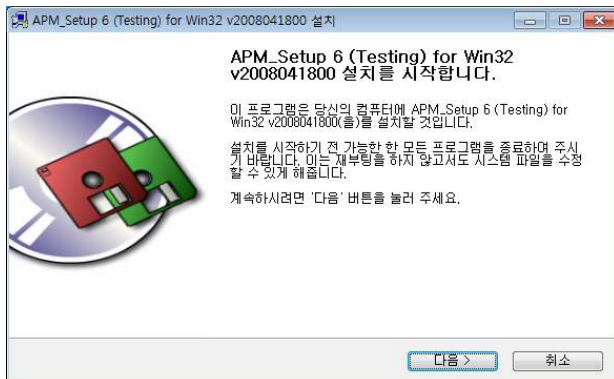 APM_Setup 6 (Testing) for Win32 v2008041800 설치
APM_Setup 6 (Testing) for Win32
v2008041800 설치를 시작합니다.
이 프로그램은 당신의 컴퓨터에 APM_Setup 6 (Testing) for
Win32 v2008041800(을)를 설치할 것입니다.
설치를 시작하기 전 가능한 한 모든 프로그램을 종료하여 주시
기 바랍니다. 이는 재부팅을 하지 않고서도 시스템 파일을 수정
할 수 있게 해줍니다.
계속하시려면 '다음' 버튼을 눌러 주세요.
다음 >
취소